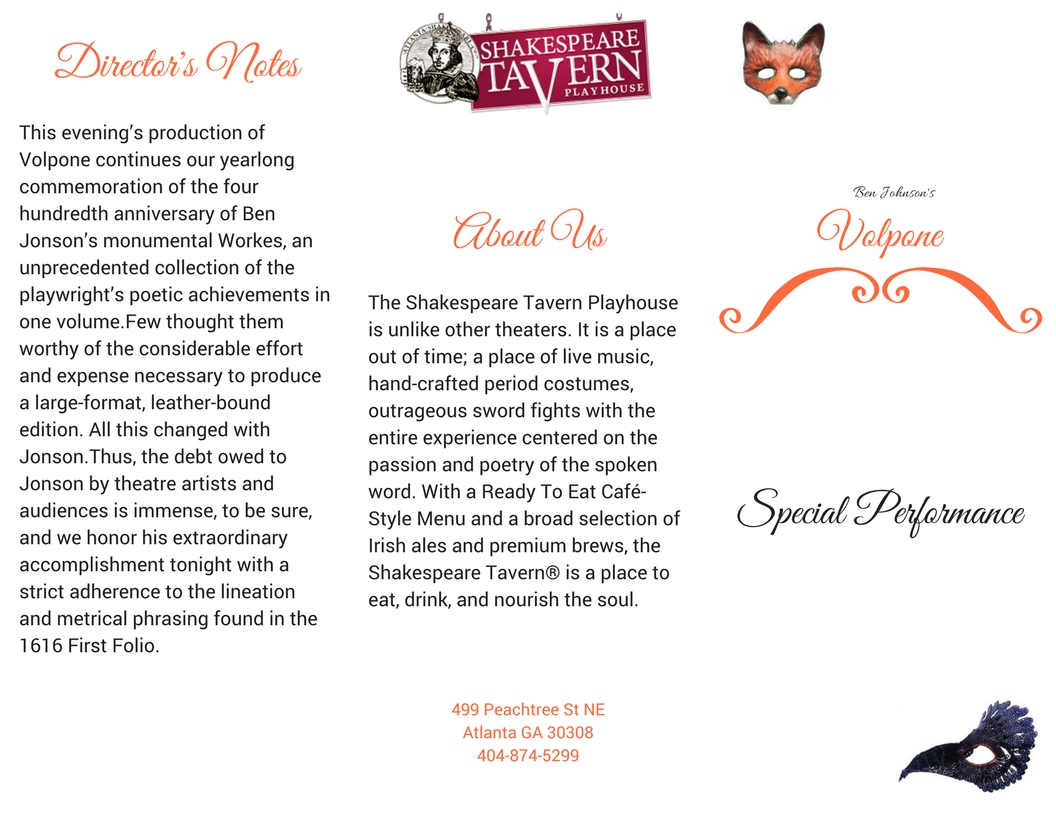 Director's Notes
This evening’s production of
Volpone continues our yearlong
commemoration of the four
hundredth anniversary of Ben
Jonson’s monumental Workes, an
unprecedented collection of the
playwright’s poetic achievements in
one volume.Few thought them
worthy of the considerable effort
and expense necessary to produce
a large-format, leather-bound
edition. All this changed with
Jonson.Thus, the debt owed to
Jonson by theatre artists and
audiences is immense, to be sure,
and we honor his extraordinary
accomplishment tonight with a
strict adherence to the lineation
and metrical phrasing found in the
1616 First Folio.
SHAKESPEARE
TAVERN
PLAYHOUSE
About Us
The Shakespeare Tavern Playhouse
is unlike other theaters. It is a place
out of time; a place of live music,
hand-crafted period costumes,
outrageous sword fights with the
entire experience centered on the
passion and poetry of the spoken
word. With a Ready To Eat Café-
Style Menu and a broad selection of
Irish ales and premium brews, the
Shakespeare Tavern® is a place to
eat, drink, and nourish the soul.
499 Peachtree St NE
Atlanta GA 30308
404-874-5299
Ben Johnson's
Volpone
Special Performance